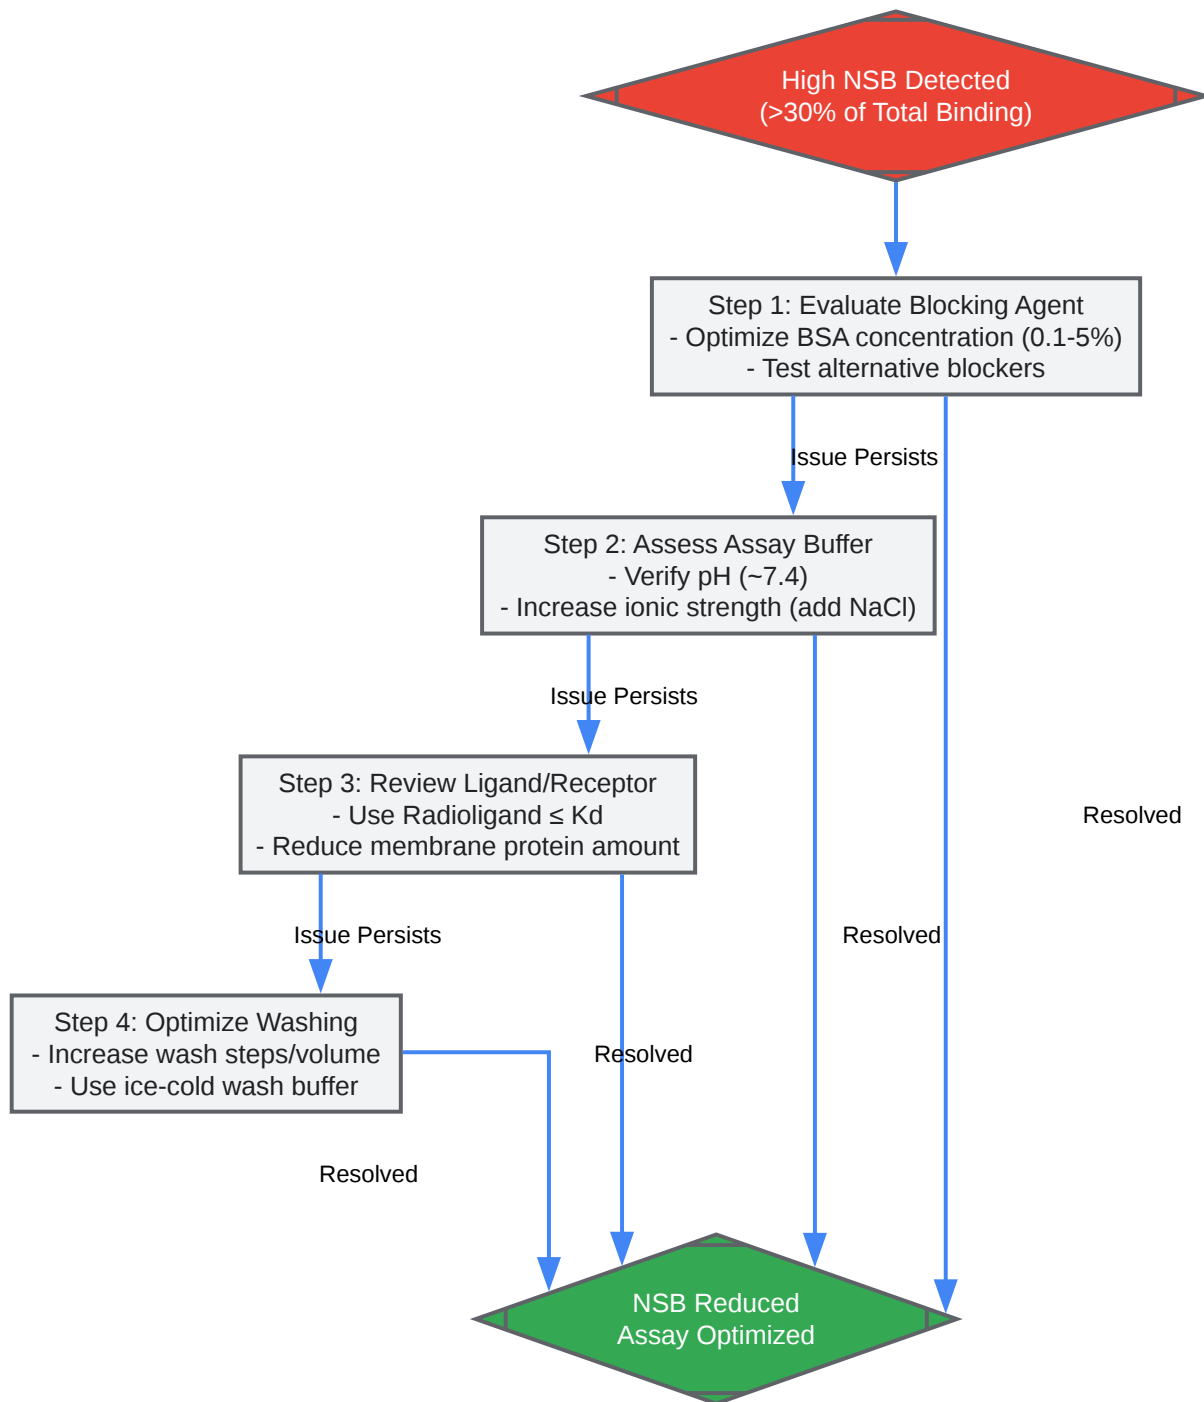 High NSB Detected
(>30% of Total Binding)
Step 1: Evaluate Blocking Agent
- Optimize BSA concentration (0.1-5%)
- Test alternative blockers
Issue Persists
Step 2: Assess Assay Buffer
- Verify pH (~7.4)
- Increase ionic strength (add NaCl)
Issue Persists
Step 3: Review Ligand/Receptor
- Use Radioligand ≤ Kd
- Reduce membrane protein amount
Resolved
Issue Persists
Resolved
Step 4: Optimize Washing
- Increase wash steps/volume
- Use ice-cold wash buffer
Resolved
Resolved
NSB Reduced
Assay Optimized